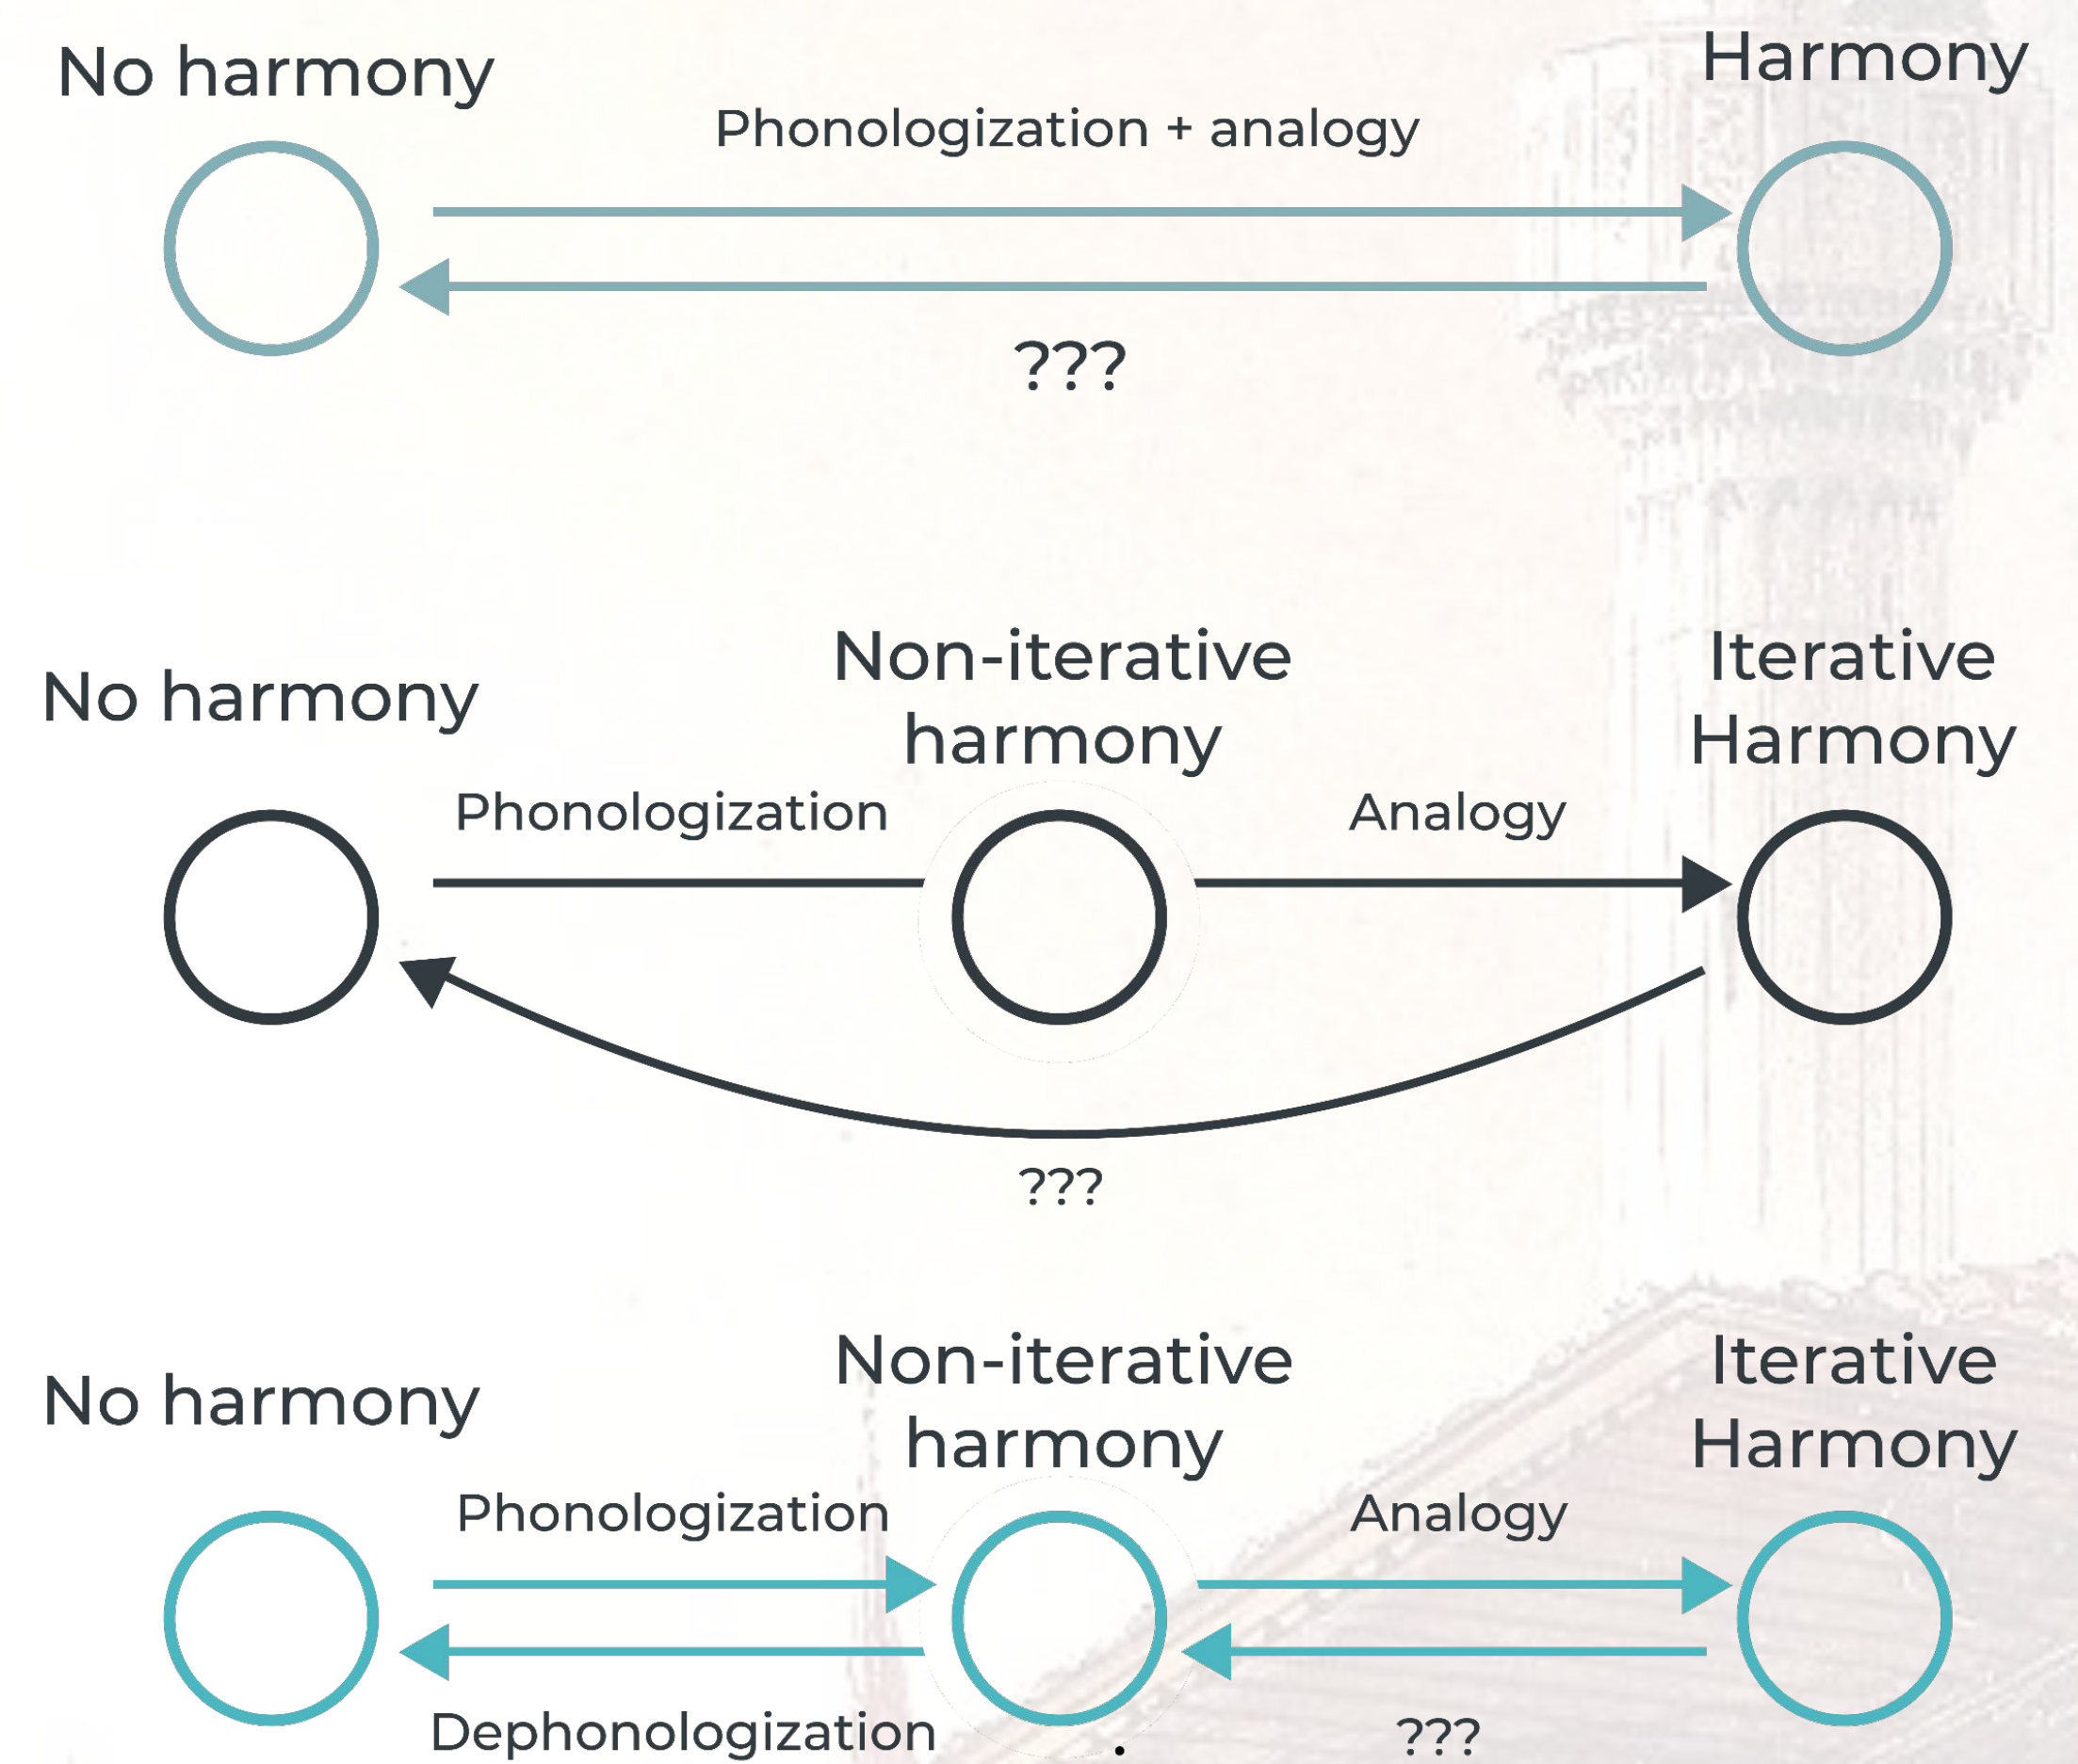 No harmony
Harmony
Phonologization + analogy
???
No harmony
Non-iterative
harmony
Iterative
Harmony
Phonologization
Analogy
???
No harmony
Non-iterative
harmony
Iterative
Harmony
Phonologization
Analogy
Dephonologization
.
???